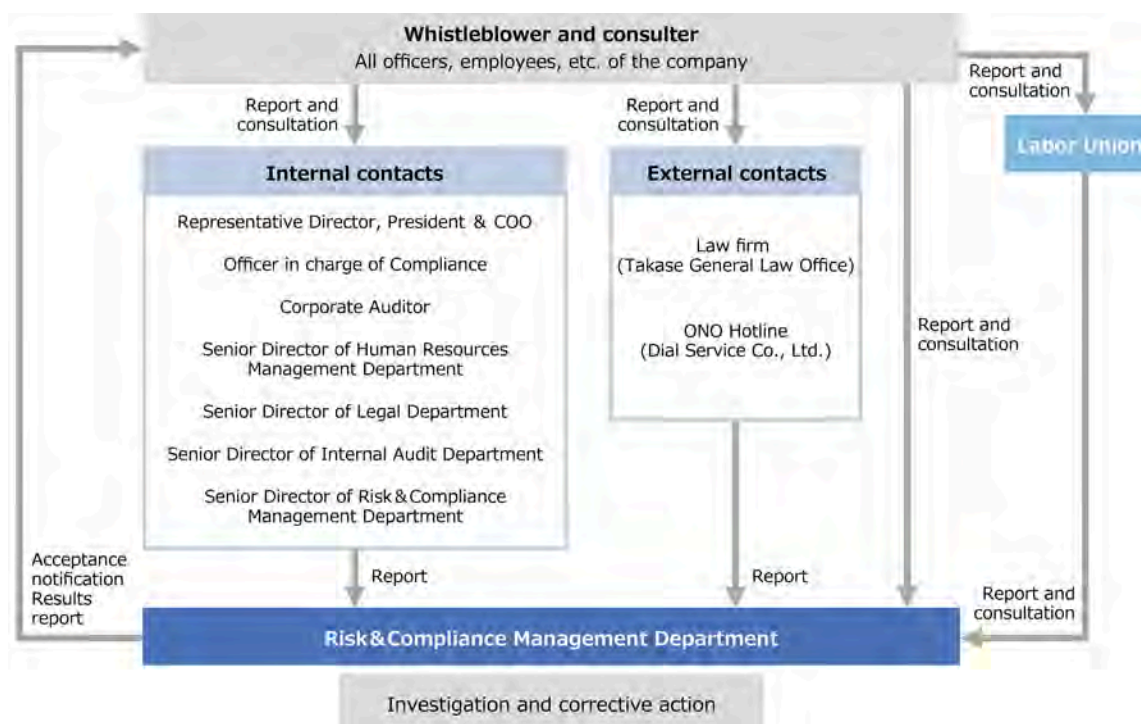 Whistleblower and consulter
All officers, employees, etc. of the company
Report and
consultation
Report and
consultation
Report and
consultation
Labor Union
Internal contacts
Representative Director, President & COO
Officer in charge of Compliance
Corporate Auditor
Senior Director of Human Resources
Management Department
Senior Director of Legal Department
Senior Director of Internal Audit Department
Senior Director of Risk&Compliance
Management Department
External contacts
Law firm
(Takase General Law Office)
ONO Hotline
(Dial Service Co., Ltd.)
Report and
consultation
Acceptance
notification
Results
report
Report
Report
Report and
consultation
Risk&Compliance Management Department
Investigation and corrective action